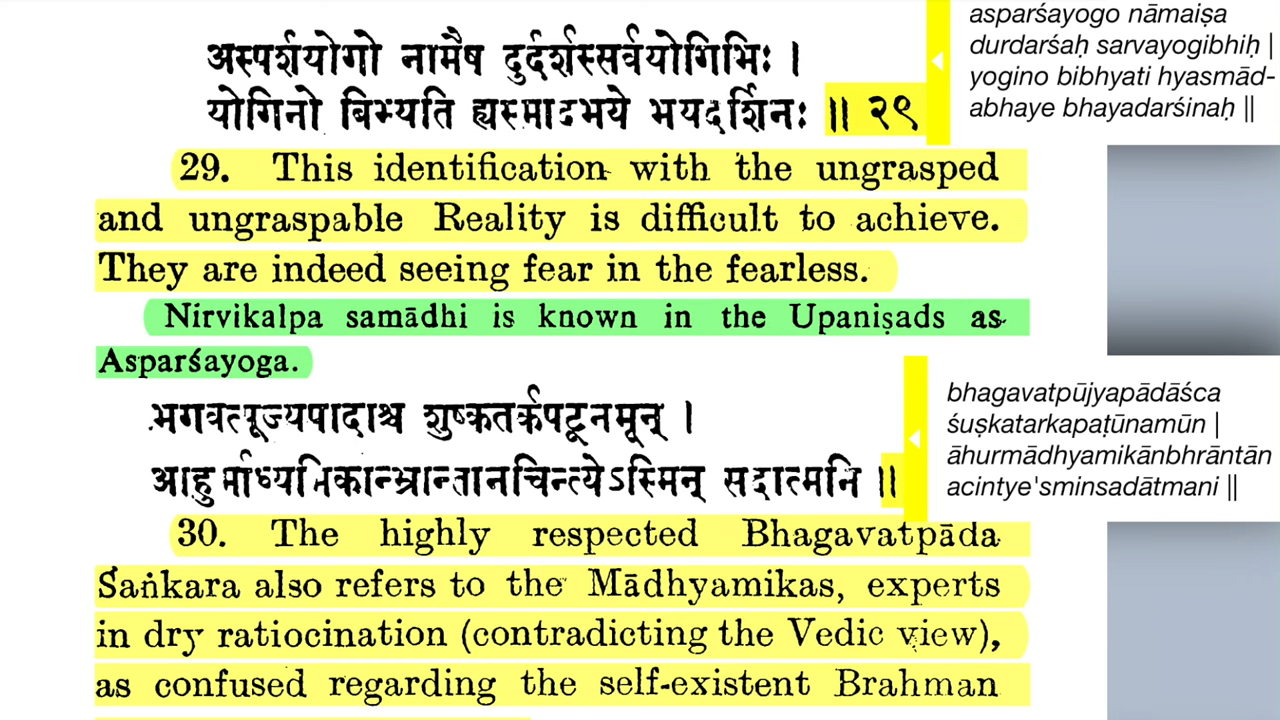 अस्पर्शयोगो नामैष दुर्दर्शस्सर्वयोगिभिः ।
योगिनो बिभ्यति ह्यस्मादभये भयदर्शिनः ॥ २९
asparśayogo nāmaiṣa
durdarśaḥ sarvayogibhiḥ |
yogino bibhyati hyasmād-
abhaye bhayadarśinaḥ ||
29. This identification with the ungrasped
and ungraspable Reality is difficult to achieve.
They are indeed seeing fear in the fearless.
Nirvikalpa samādhi is known in the Upaniṣads as
Asparśayoga.
भगवत्पूज्यपादाश्च शुष्कतर्कपटूनमून् ।
आहुर्माध्यमिकान्भ्रान्तानचिन्त्येऽस्मिन् सदात्मनि ॥
bhagavatpūjyapādāśca
śuṣkatarkapaṭūnamūn |
āhurmādhyamikānbhrāntān
acintye'sminsadātmani ||
30. The highly respected Bhagavatpāda
Śaṅkara also refers to the Mādhyamikas, experts
in dry ratiocination (contradicting the Vedic view),
as confused regarding the self-existent Brahman